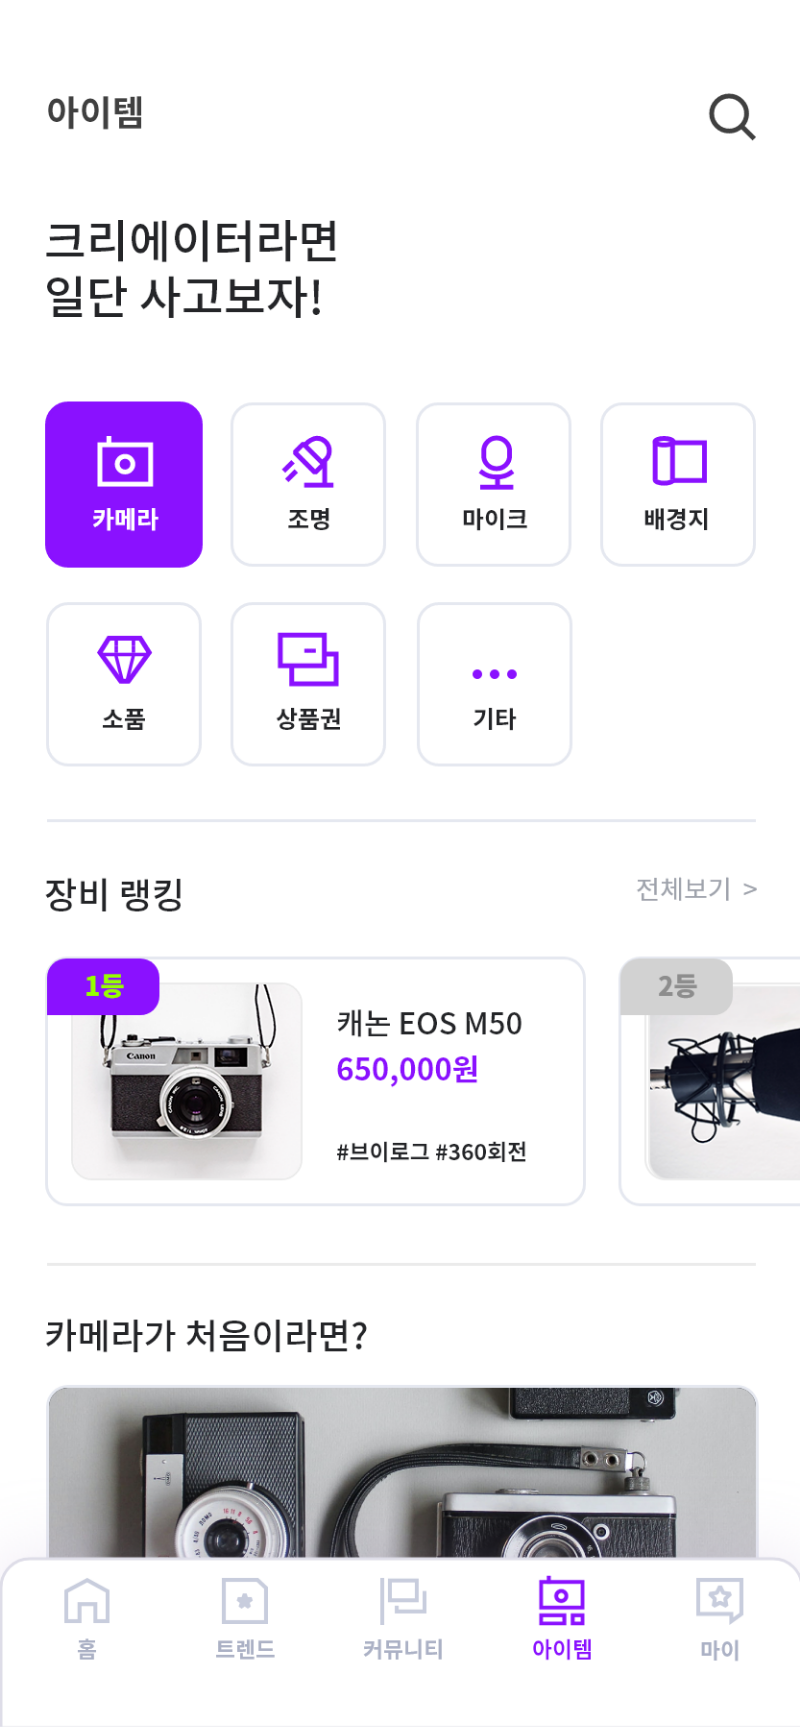 아이템
크리에이터라면
일단 사고보자!
카메라
조명
마이크
배경지
소품
상품권
기타
장비 랭킹
전체보기 >
1등
Canon
캐논 EOS M50
650,000원
#브이로그 #360회전
2등
카메라가 처음이라면?
홈
트렌드
커뮤니티
아이템
마이